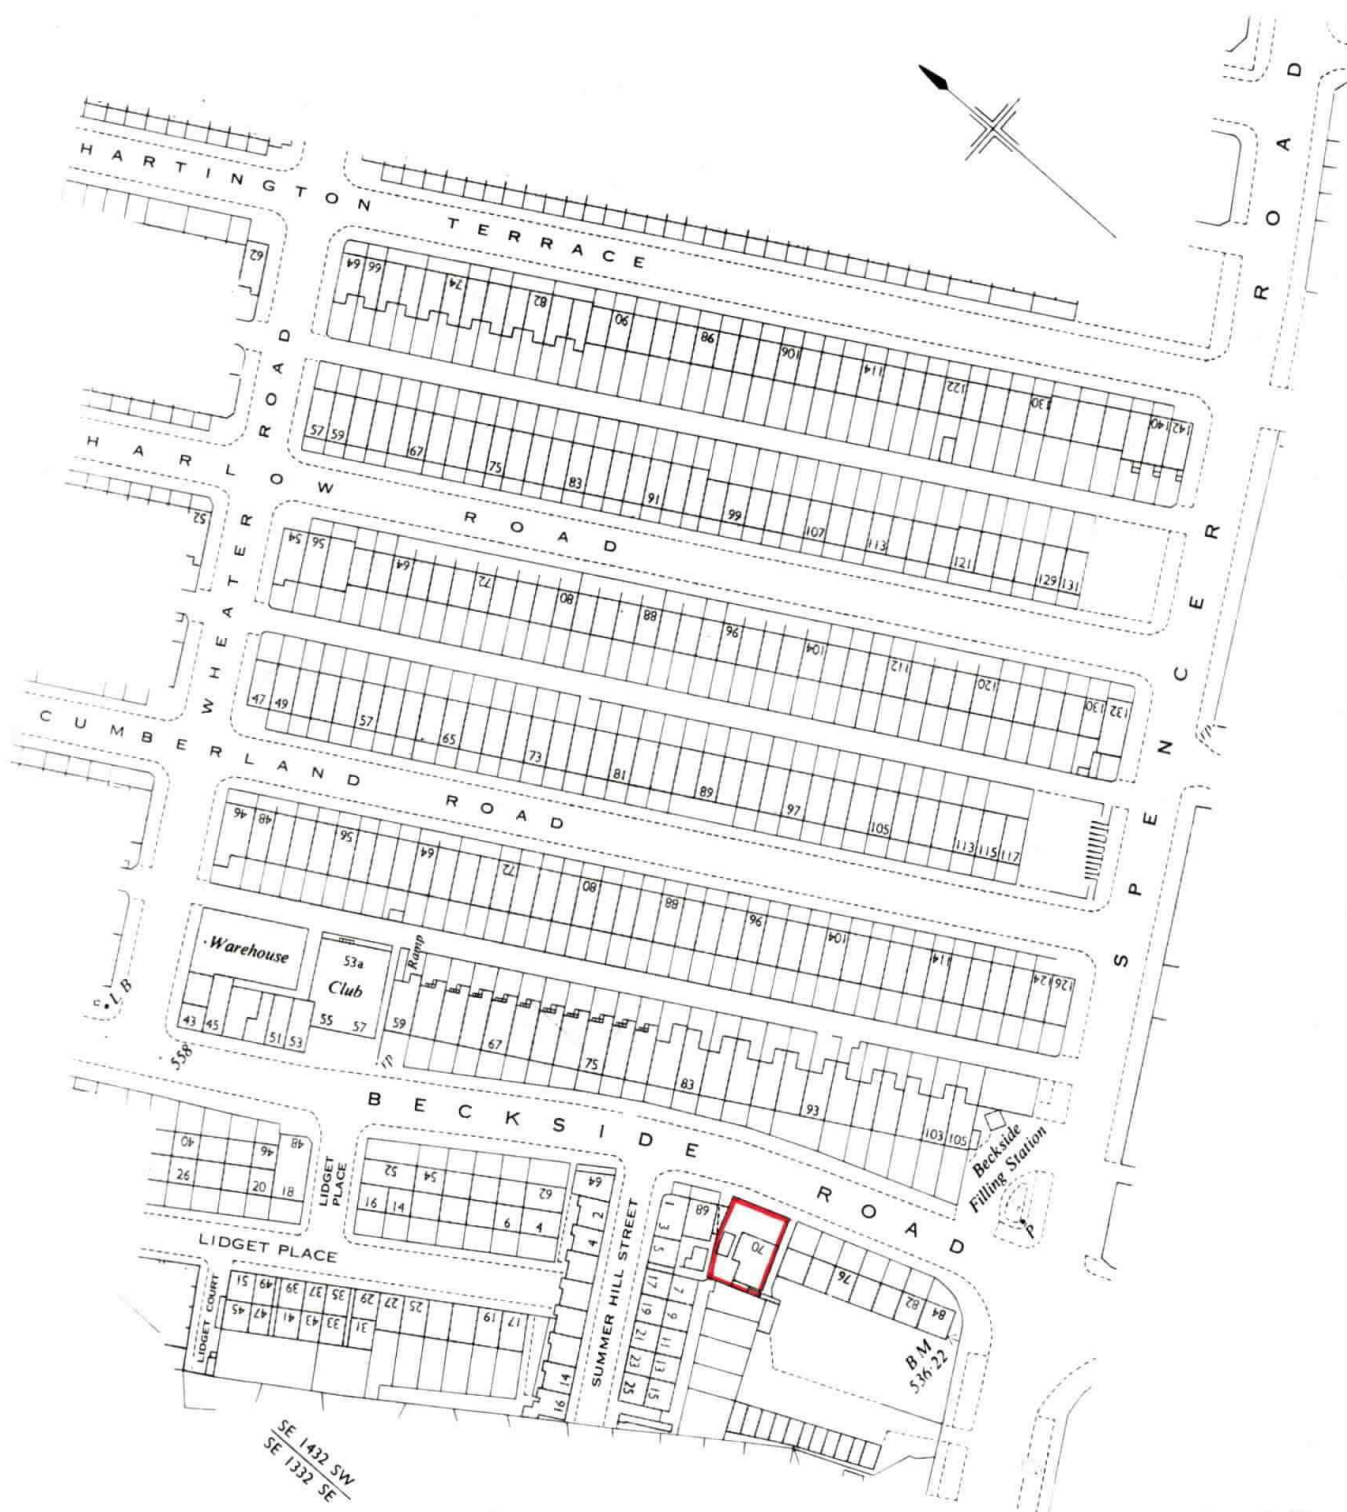 HARTINGTON TERRACE
62
64 66 74 82 90 98 106 114 122 130 140 142
WHEATER ROAD
SPENCER ROAD
57 59 67 75 83 91 99 107 113 121 129 131
HARLOW ROAD
52
54 56 64 72 80 88 96 104 112 120 130 132
47 49 57 65 73 81 89 97 105 113 115 117
CUMBERLAND ROAD
46 48 56 64 72 80 88 96 104 114 124 126
Warehouse
53a
Club
Ramp
L B
43 45 51 53 55 57 59 67 75 83 93 103 105
558
Beckside
Filling Station
P
BECKSIDE ROAD
40 46 48
26 20 18
LIDGET
PLACE
52 54 62
16 14 6 4
64
2
4
14
16
SUMMER HILL STREET
1
3
5
68
70
76 82 84
17 7
19 9
21 11
23 13
25 15
B M
536·22
LIDGET PLACE
LIDGET COURT
51 49 39 37 35 29 27 25 19 17
45 47 41 43 33 31
SE 1432 SW
SE 1332 SE